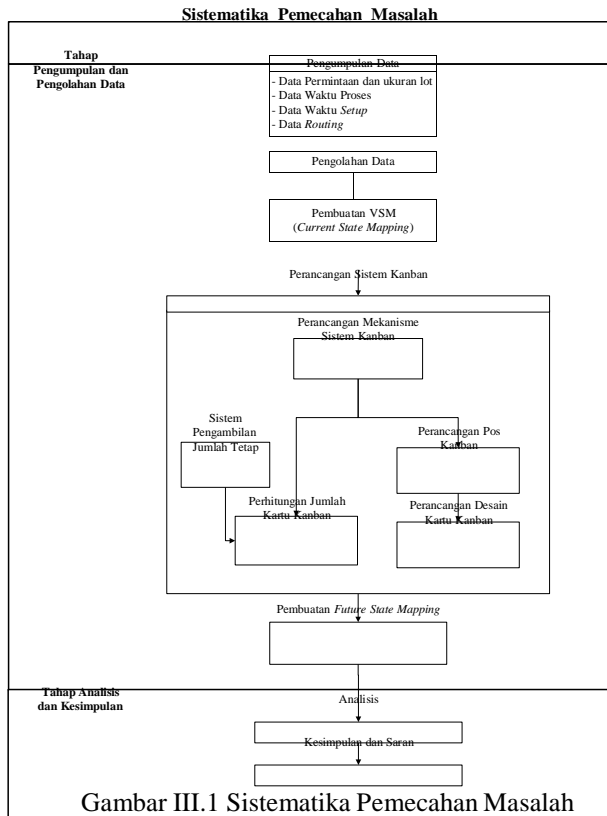 Sistematika Pemecahan Masalah
Tahap
Pengumpulan dan
Pengolahan Data
Pengumpulan Data
- Data Permintaan dan ukuran lot
- Data Waktu Proses
- Data Waktu Setup
- Data Routing
Pengolahan Data
Pembuatan VSM
(Current State Mapping)
Perancangan Sistem Kanban
Perancangan Mekanisme
Sistem Kanban
Sistem
Pengambilan
Jumlah Tetap
Perancangan Pos
Kanban
Perhitungan Jumlah
Kartu Kanban
Perancangan Desain
Kartu Kanban
Pembuatan Future State Mapping
Tahap Analisis
dan Kesimpulan
Analisis
Kesimpulan dan Saran
Gambar III.1 Sistematika Pemecahan Masalah